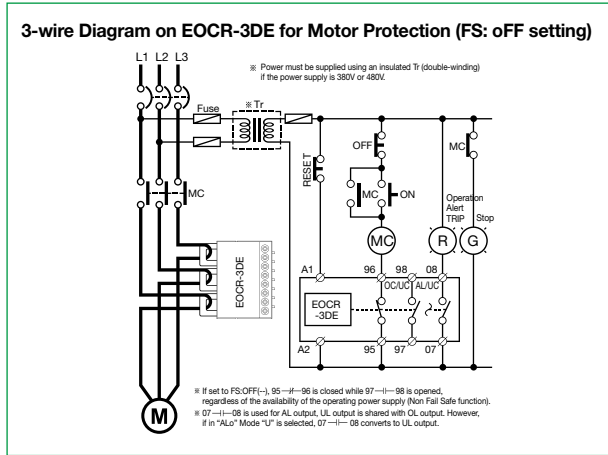 3-wire Diagram on EOCR-3DE for Motor Protection (FS: oFF setting)
L1 L2 L3
※ Power must be supplied using an insulated Tr (double-winding)
if the power supply is 380V or 480V.
※ Tr
Fuse
OFF
MC
RESET
MC
ON
MC
Operation
Alert
TRIP
Stop
MC
R
G
EOCR-3DE
A1
96
98
08
OC/UC
AL/UC
EOCR
-3DE
A2
95
97
07
M
※ If set to FS:OFF(--), 95 96 is closed while 97 98 is opened,
regardless of the availability of the operating power supply (Non Fail Safe function).
※ 07 08 is used for AL output, UL output is shared with OL output. However,
if in "ALo" Mode "U" is selected, 07 08 converts to UL output.